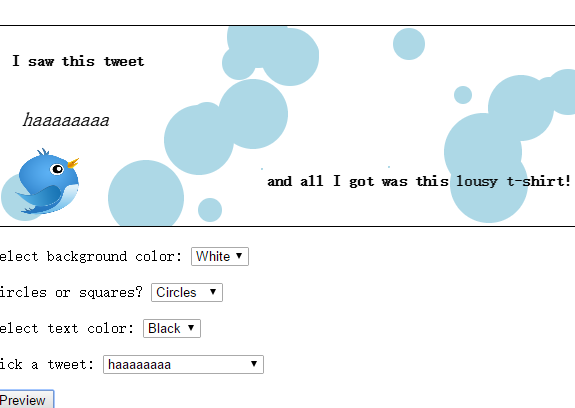 I saw this tweet
haaaaaaaa
and all I got was this lousy t-shirt!
elect background color: White
ircles or squares? Circles
elect text color: Black
ick a tweet: haaaaaaaa
Preview